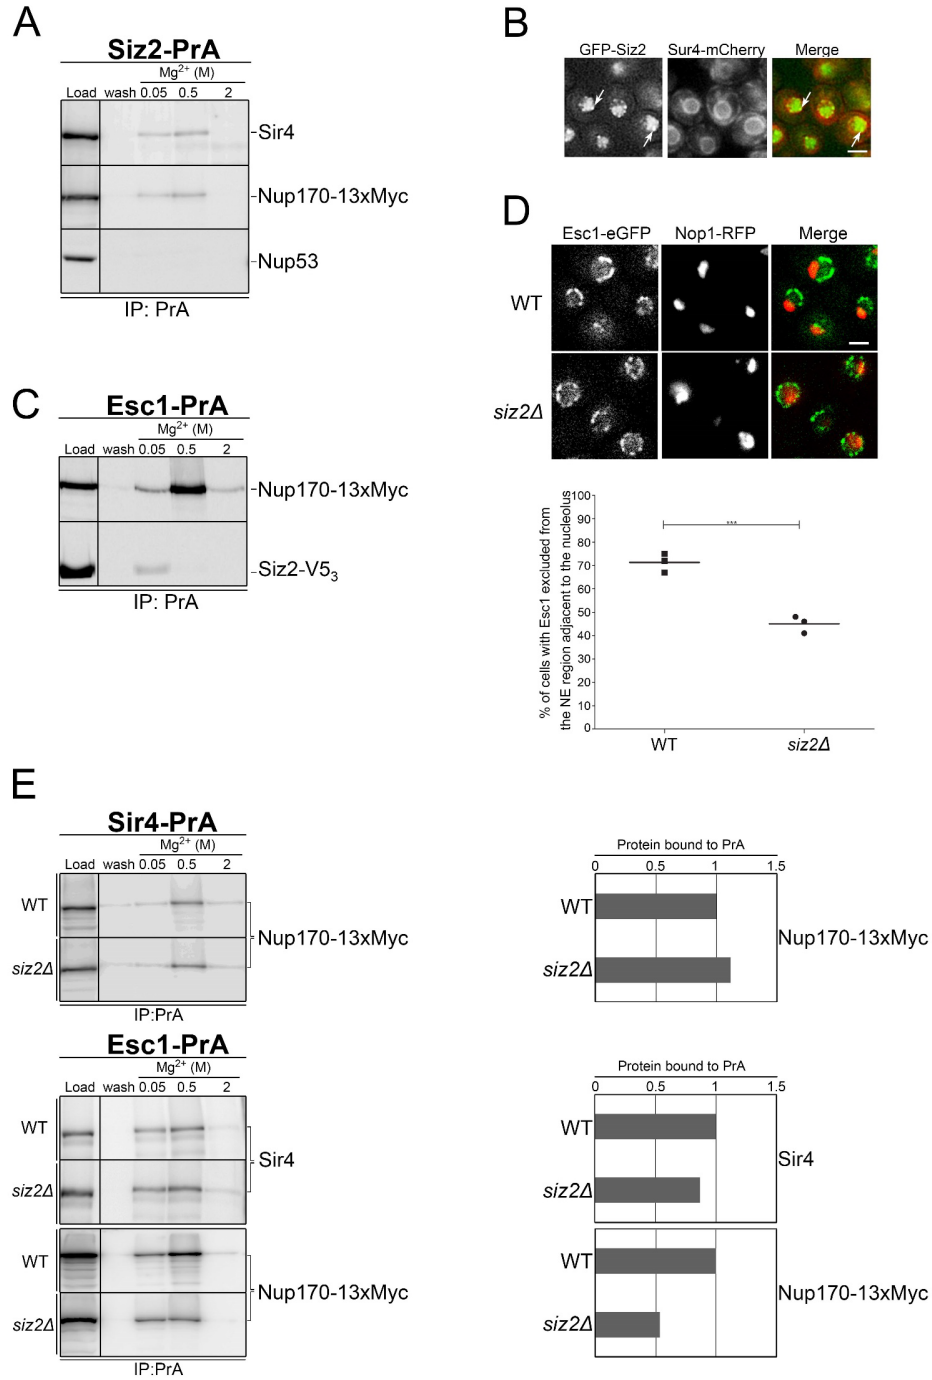 A
Siz2-PrA
Mg2+ (M)
Load wash 0.05 0.5 2
Sir4
Nup170-13xMyc
Nup53
IP: PrA
B
GFP-Siz2 Sur4-mCherry Merge
C
Esc1-PrA
Mg2+ (M)
Load wash 0.05 0.5 2
Nup170-13xMyc
Siz2-V53
IP: PrA
D
Esc1-eGFP Nop1-RFP Merge
WT
siz2Δ
% of cells with Esc1 excluded from
the NE region adjacent to the nucleolus
100
90
80
70
60
50
40
30
20
10
0
***
WT siz2Δ
E
Sir4-PrA
Mg2+ (M)
Load wash 0.05 0.5 2
WT
siz2Δ
Nup170-13xMyc
IP:PrA
Protein bound to PrA
0 0.5 1 1.5
WT
siz2Δ
Nup170-13xMyc
Esc1-PrA
Mg2+ (M)
Load wash 0.05 0.5 2
WT
siz2Δ
Sir4
WT
siz2Δ
Nup170-13xMyc
IP:PrA
Protein bound to PrA
0 0.5 1 1.5
WT
siz2Δ
Sir4
WT
siz2Δ
Nup170-13xMyc